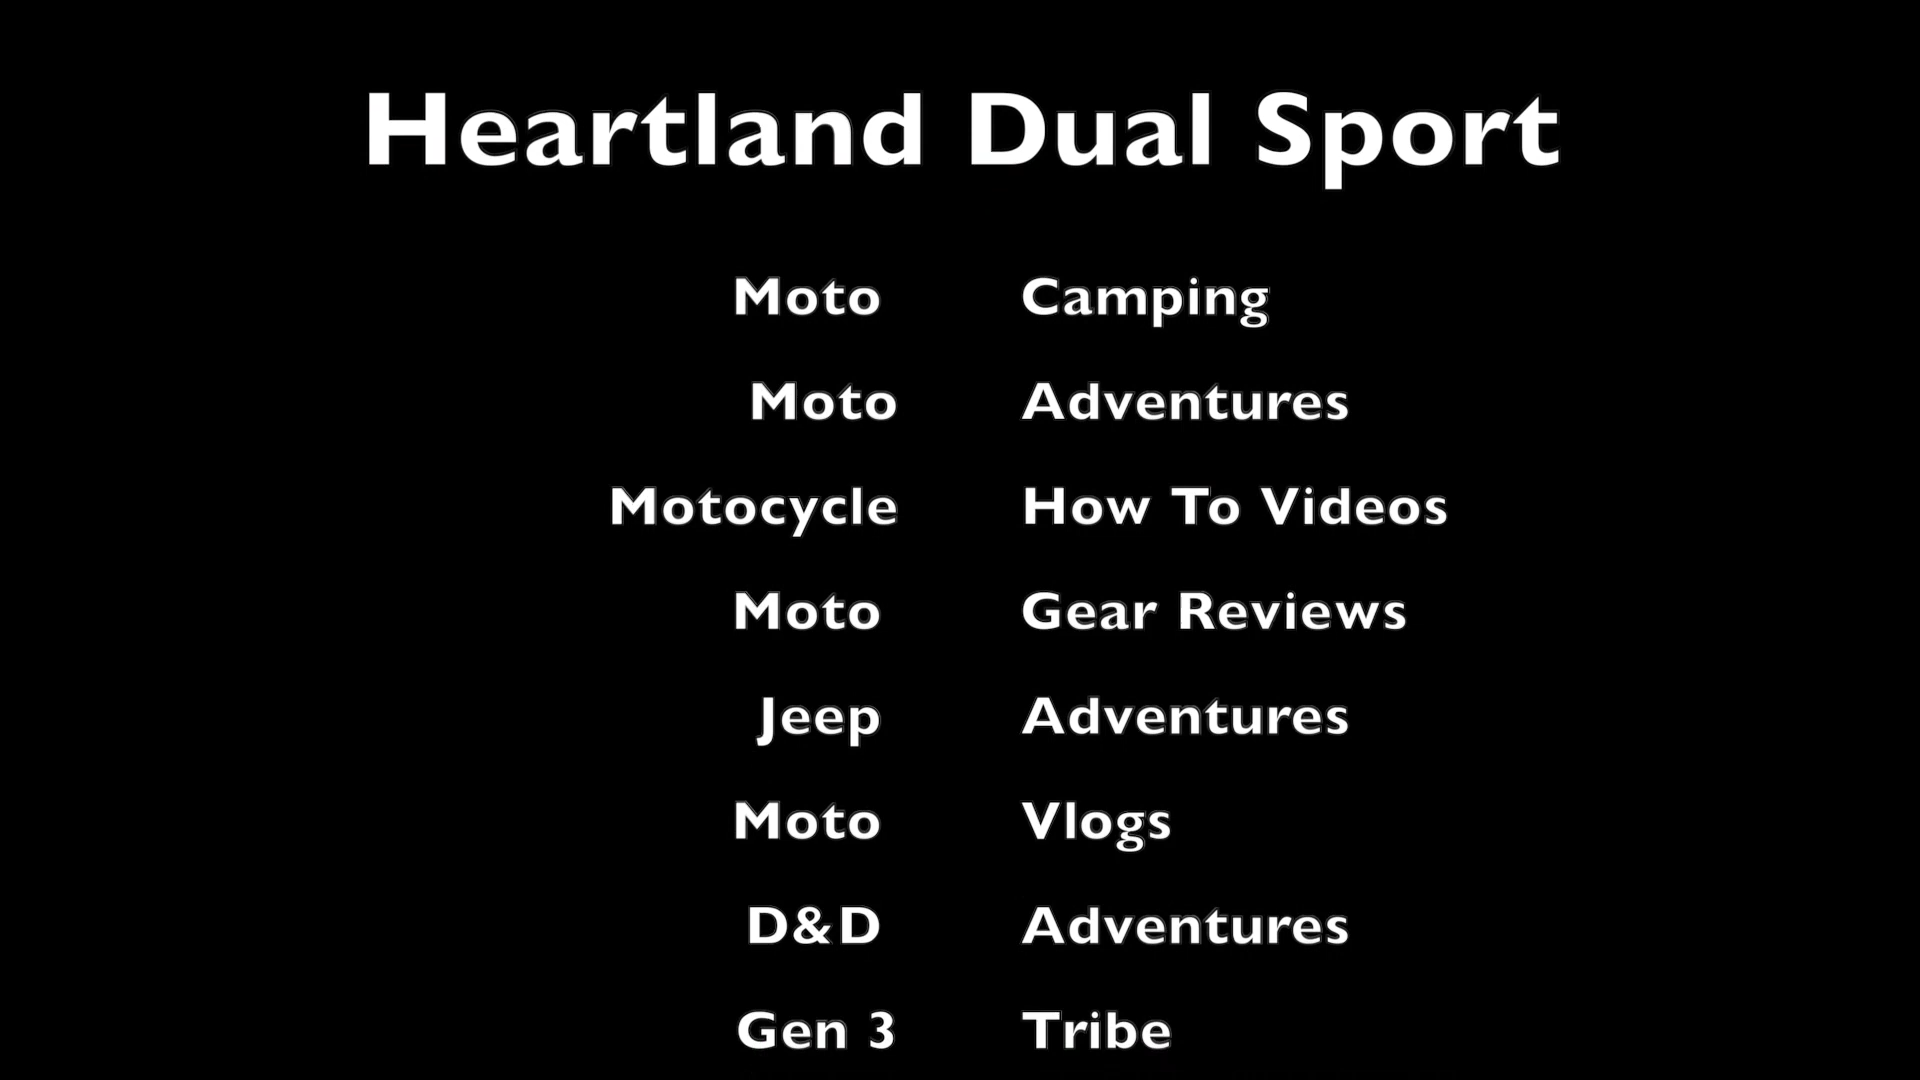 Heartland Dual Sport
Moto Camping
Moto Adventures
Motocycle How To Videos
Moto Gear Reviews
Jeep Adventures
Moto Vlogs
D&D Adventures
Gen 3 Tribe